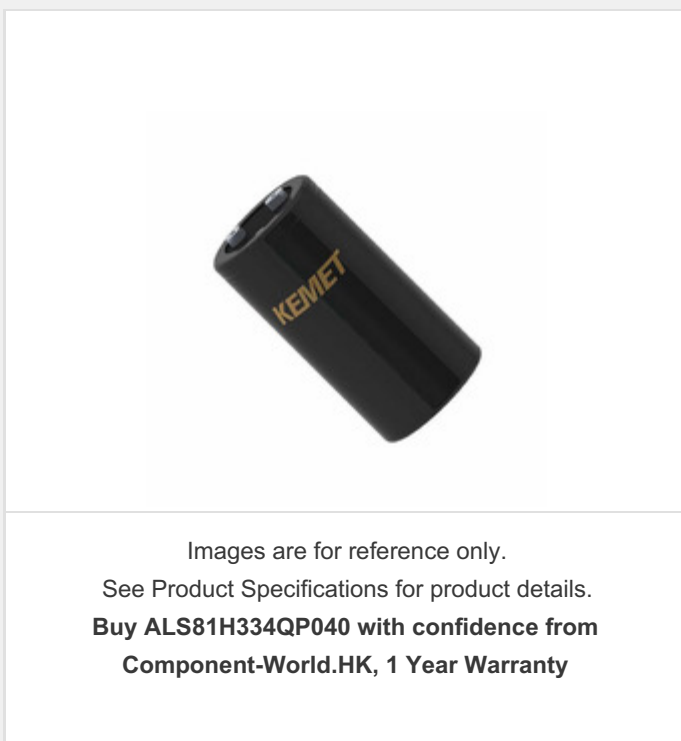 KEMET
Images are for reference only.
See Product Specifications for product details.
Buy ALS81H334QP040 with confidence from
Component-World.HK, 1 Year Warranty